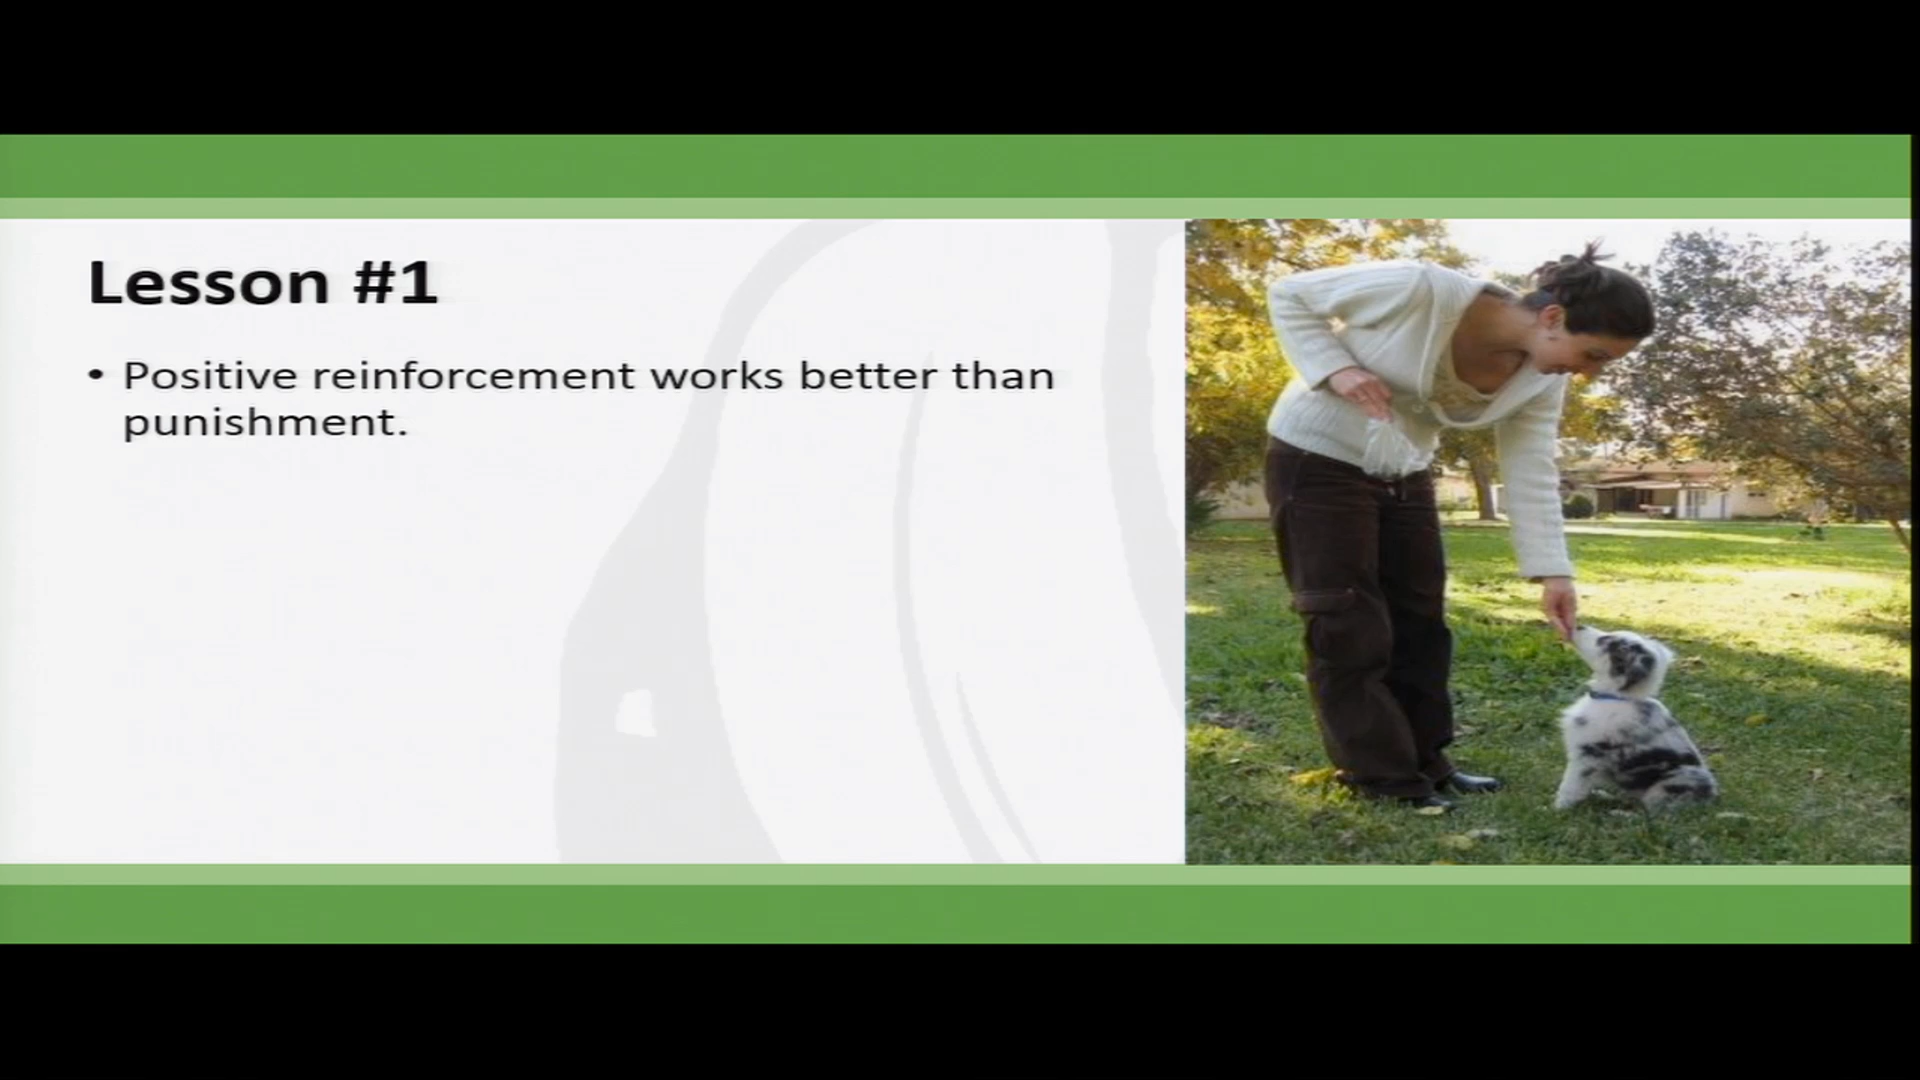 Lesson #1
• Positive reinforcement works better than
punishment.